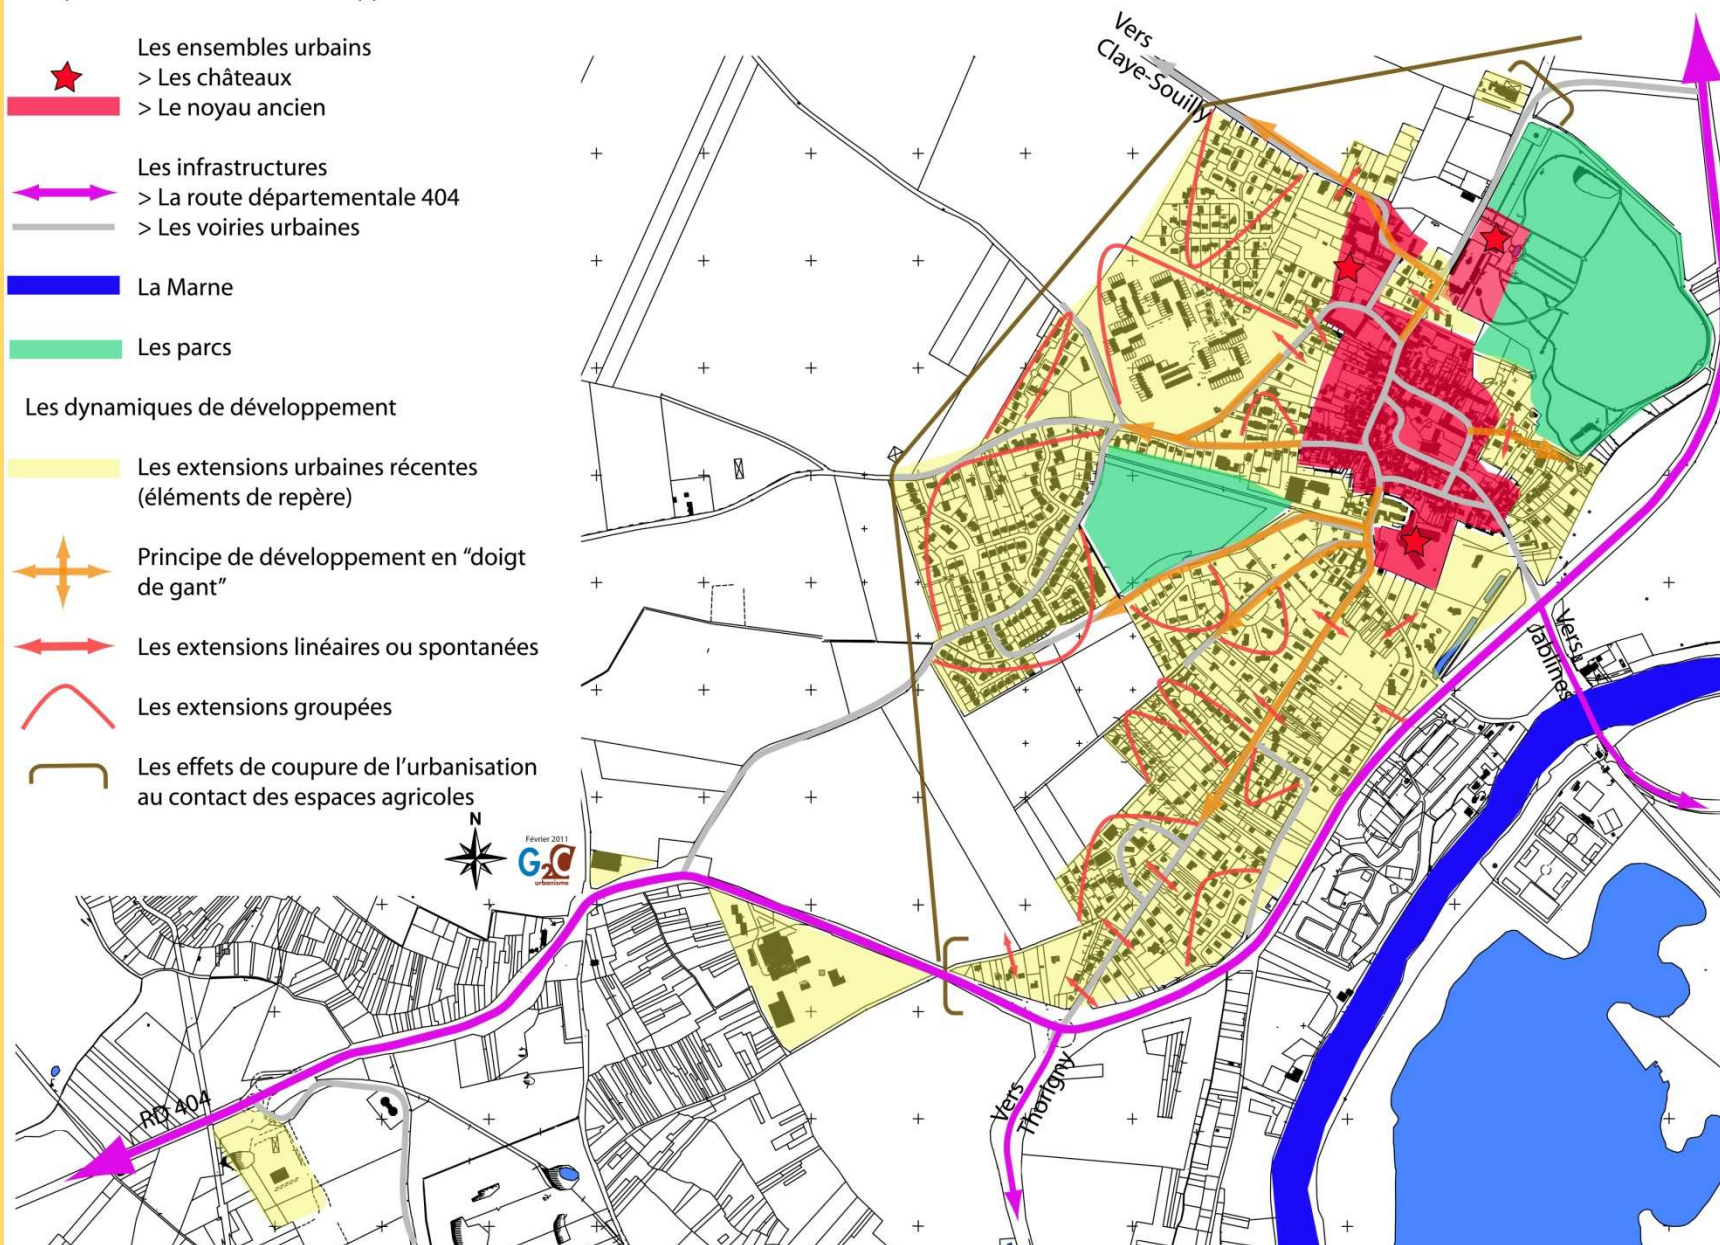 Les ensembles urbains
> Les châteaux
> Le noyau ancien
Les infrastructures
> La route départementale 404
> Les voiries urbaines
La Marne
Les parcs
Les dynamiques de développement
Les extensions urbaines récentes
(éléments de repère)
Principe de développement en “doigt
de gant”
Les extensions linéaires ou spontanées
Les extensions groupées
Les effets de coupure de l’urbanisation
au contact des espaces agricoles
N
Février 2011
G2C
urbanisme
Vers
Claye-Souilly
Vers
Jablines
Vers
Thorigny
RD 404